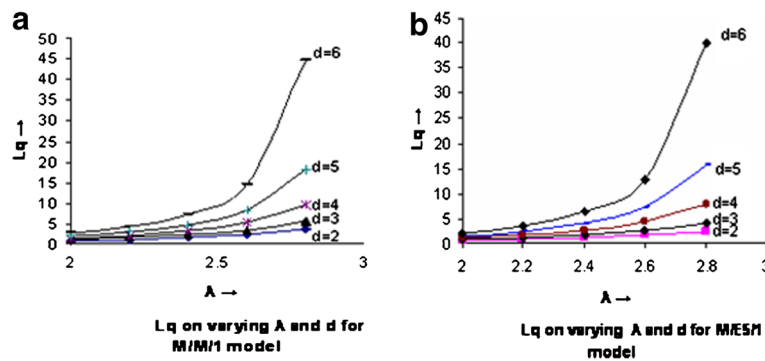 a
50
45
40
35
30
25
20
15
10
5
0
Lq →
2
2.5
3
λ →
d=6
d=5
d=4
d=3
d=2
Lq on varying λ and d for
M/M/1 model
b
45
40
35
30
25
20
15
10
5
0
Lq →
2
2.2
2.4
2.6
2.8
3
λ →
d=6
d=5
d=4
d=3
d=2
Lq on varying λ and d for M/E5/1
model